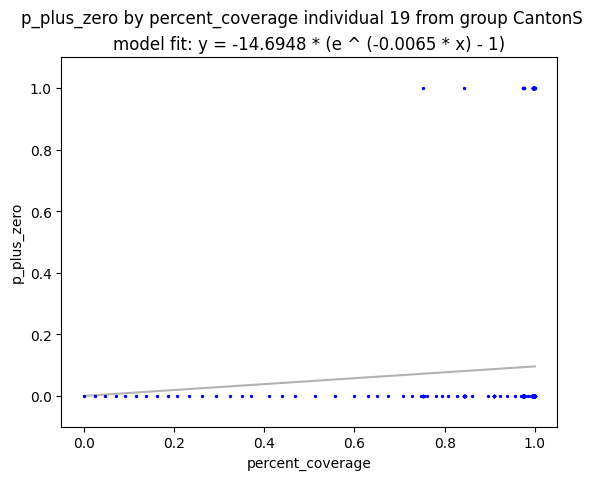 p_plus_zero by percent_coverage individual 19 from group CantonS
model fit: y = -14.6948 * (e ^ (-0.0065 * x) - 1)
1.0
0.8
0.6
0.4
0.2
0.0
p_plus_zero
0.0 0.2 0.4 0.6 0.8 1.0
percent_coverage